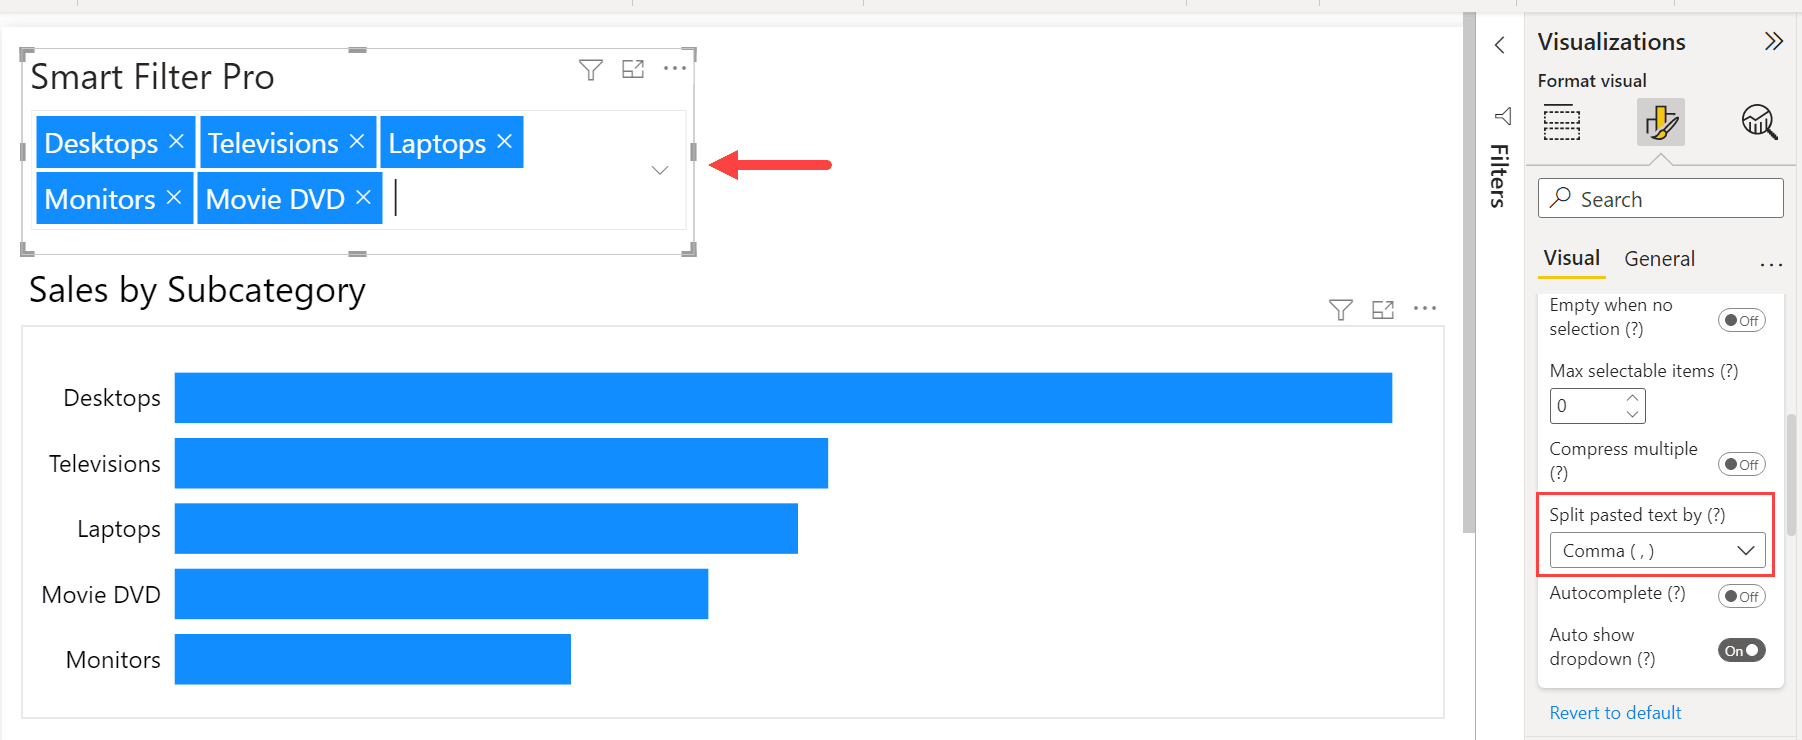 Smart Filter Pro
Desktops × Televisions × Laptops ×
Monitors × Movie DVD ×
Sales by Subcategory
Desktops
Televisions
Laptops
Movie DVD
Monitors
Filters
Visualizations
Format visual
Search
Visual General
Empty when no
selection (?) Off
Max selectable items (?)
0
Compress multiple
(?) Off
Split pasted text by (?)
Comma ( , )
Autocomplete (?) Off
Auto show
dropdown (?) On
Revert to default